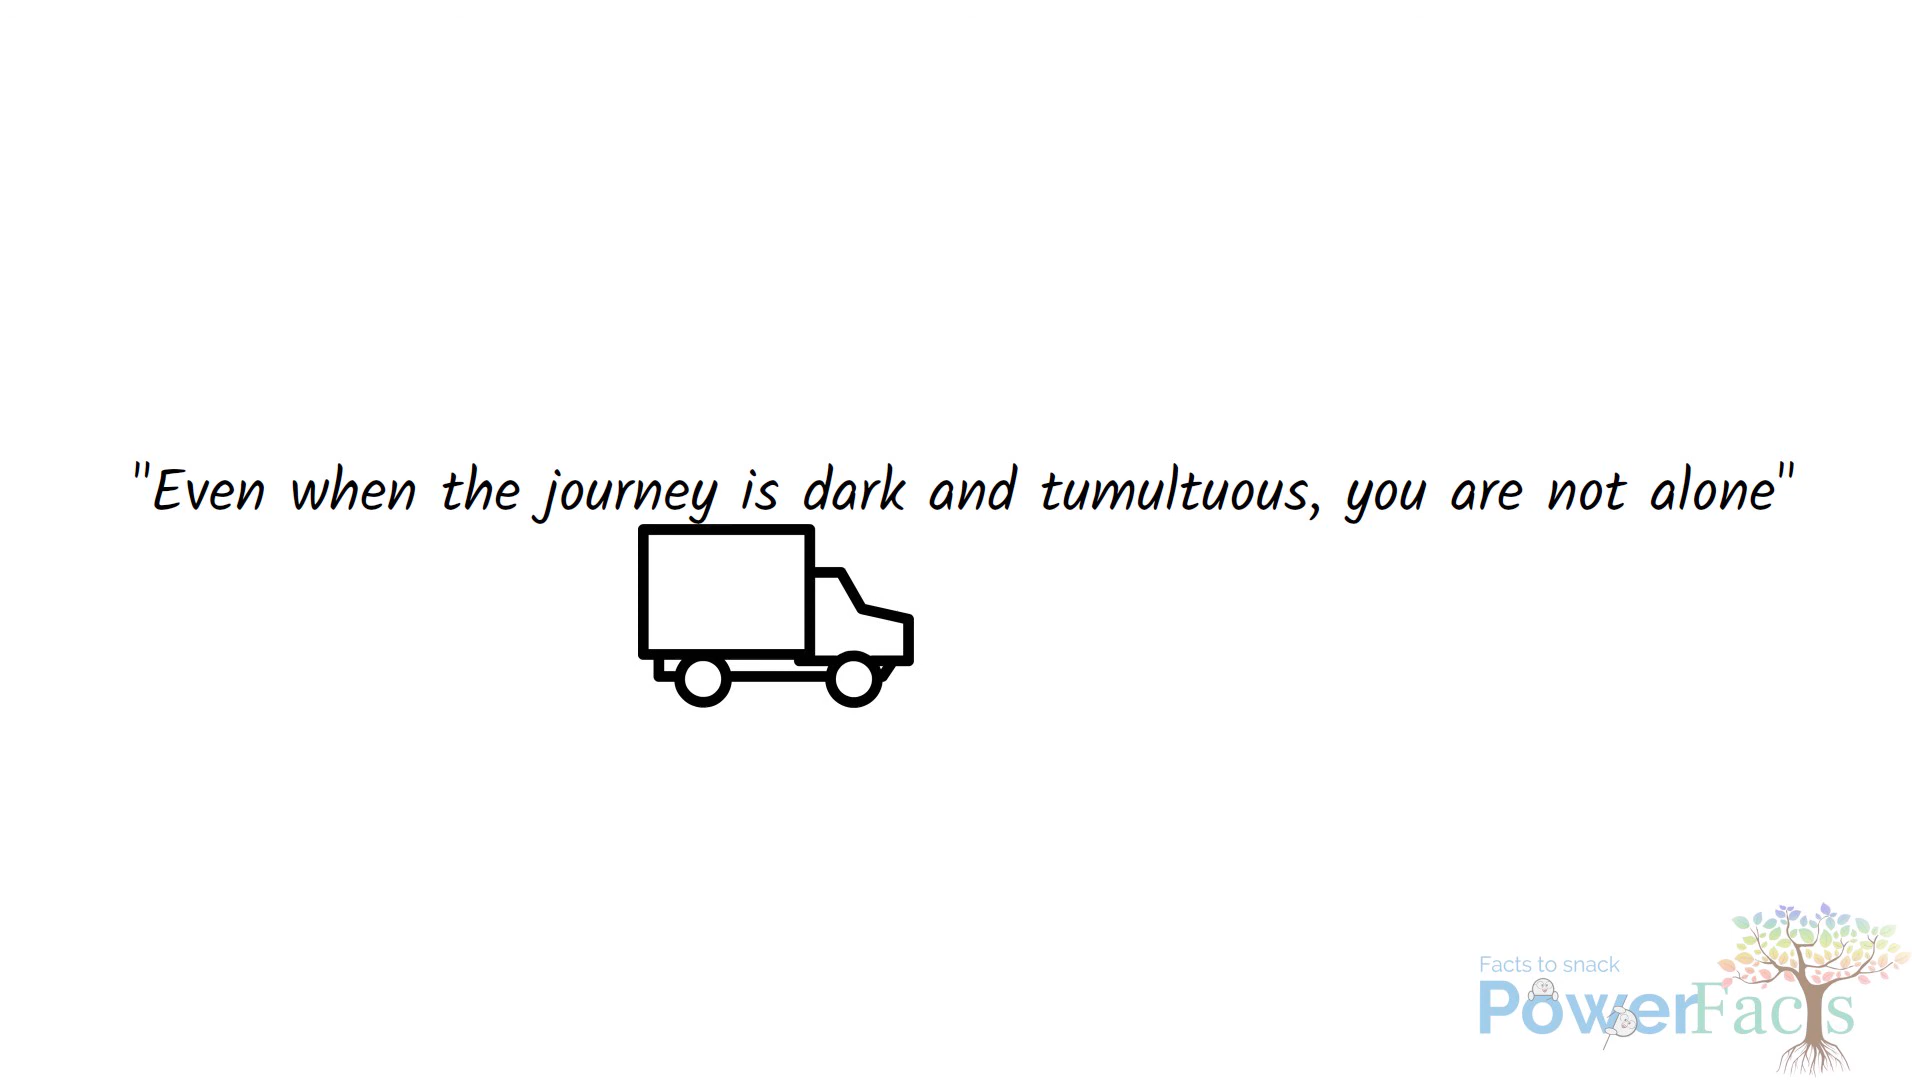 "Even when the journey is dark and tumultuous, you are not alone"
Facts to snack
PowerFacts